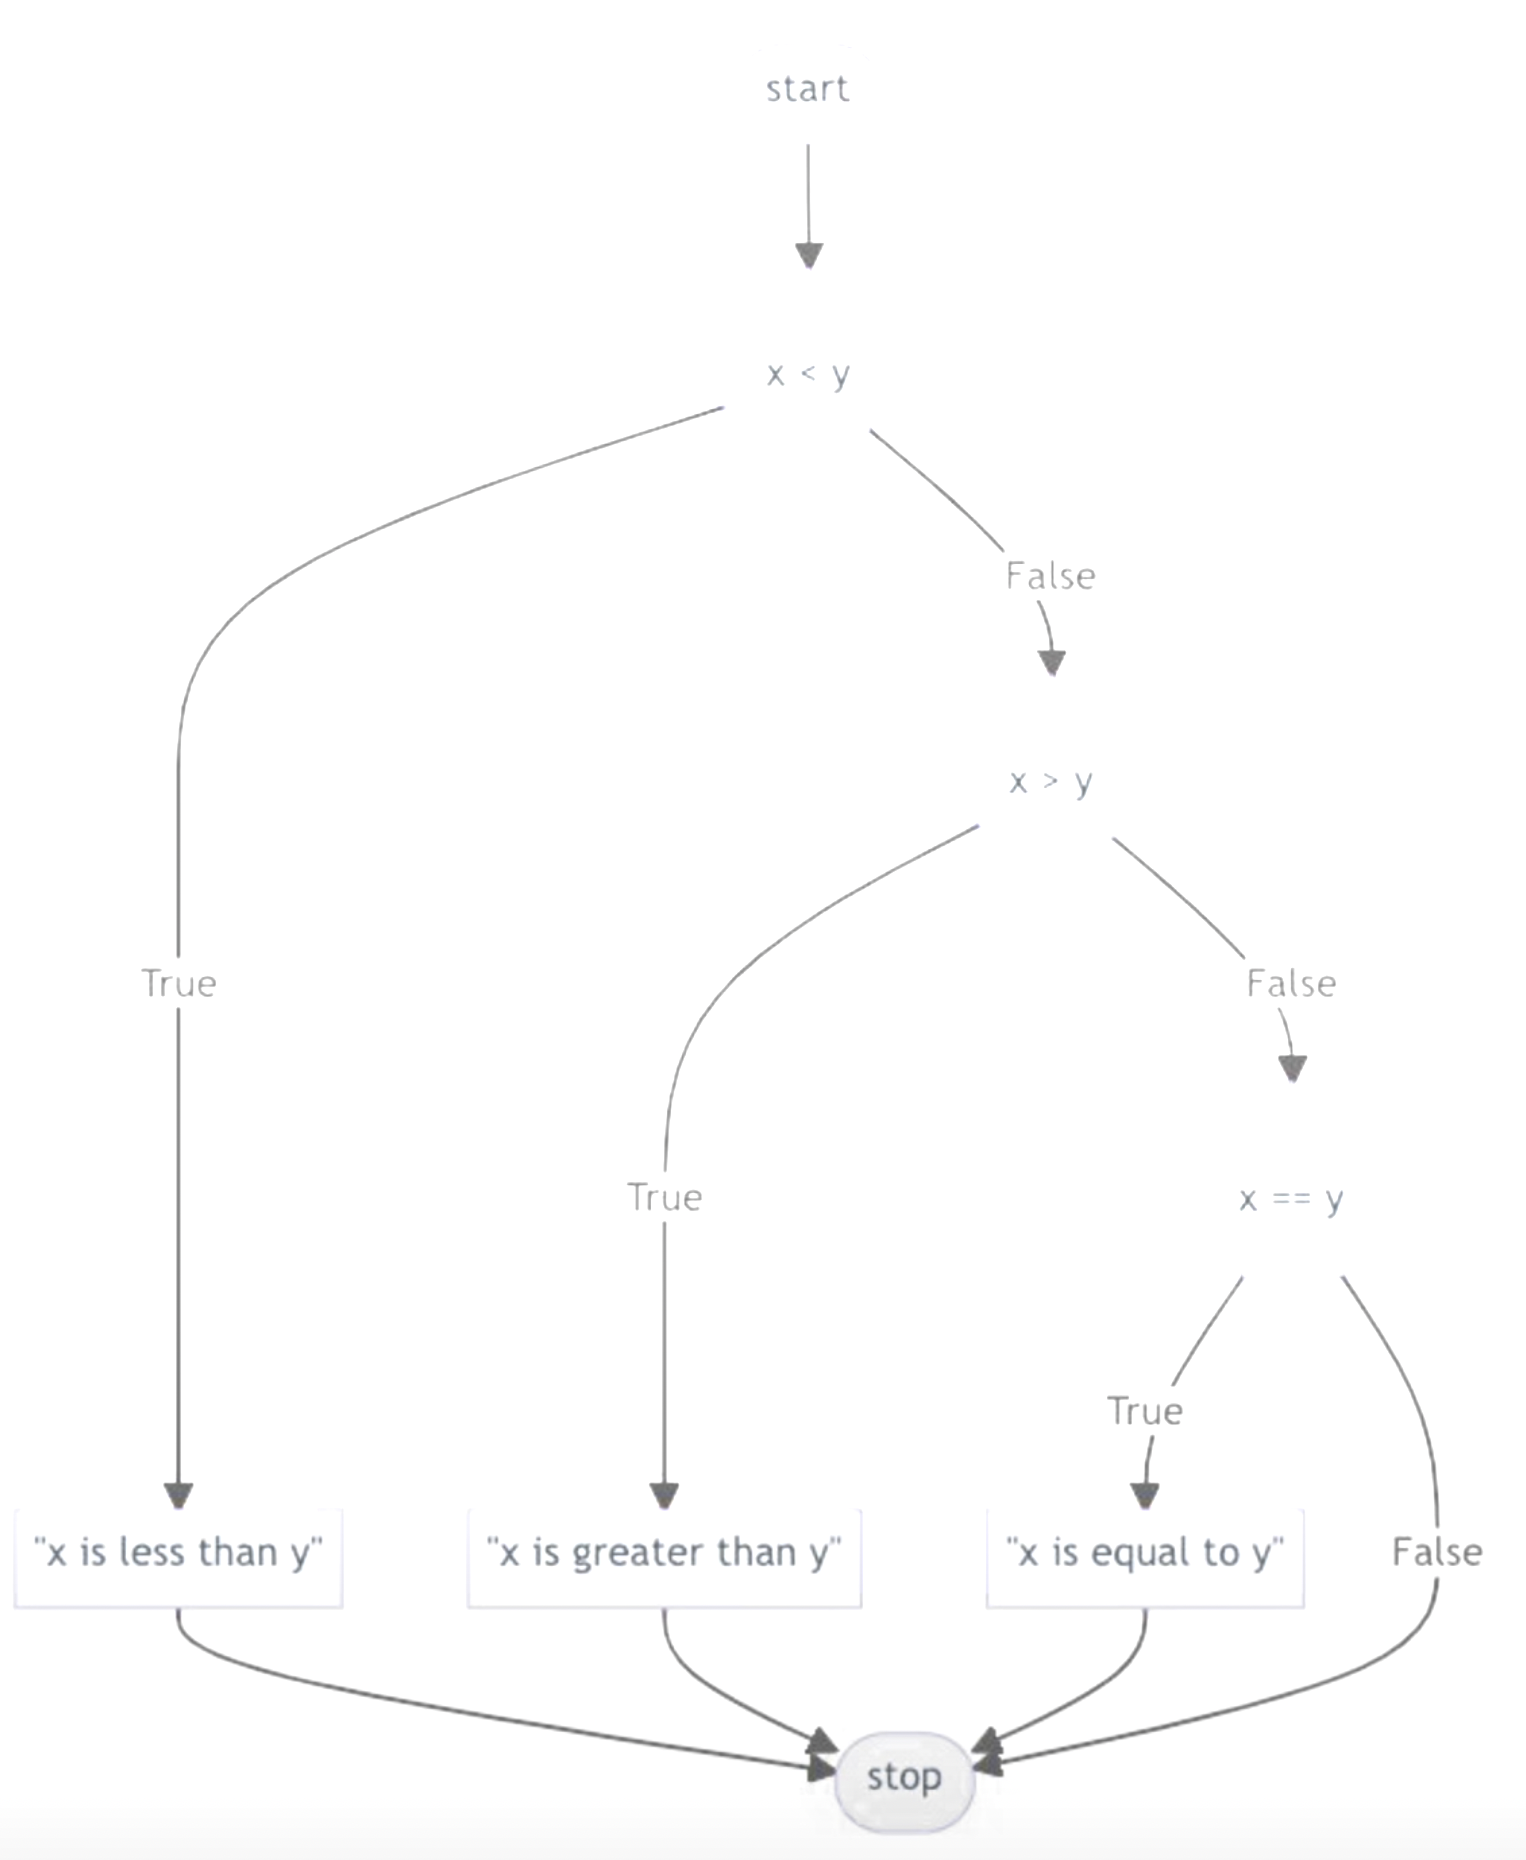 start
x < y
False
x > y
True
False
True
x == y
True
"x is less than y"
"x is greater than y"
"x is equal to y"
False
stop